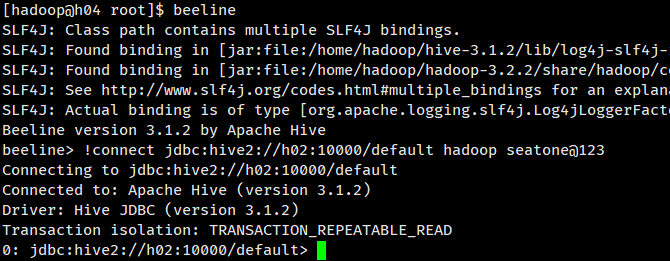 [hadoop@h04 root]$ beeline
SLF4J: Class path contains multiple SLF4J bindings.
SLF4J: Found binding in [jar:file:/home/hadoop/hive-3.1.2/lib/log4j-slf4j-
SLF4J: Found binding in [jar:file:/home/hadoop/hadoop-3.2.2/share/hadoop/co
SLF4J: See http://www.slf4j.org/codes.html#multiple_bindings for an explana
SLF4J: Actual binding is of type [org.apache.logging.slf4j.Log4jLoggerFacto
Beeline version 3.1.2 by Apache Hive
beeline> !connect jdbc:hive2://h02:10000/default hadoop seatone@123
Connecting to jdbc:hive2://h02:10000/default
Connected to: Apache Hive (version 3.1.2)
Driver: Hive JDBC (version 3.1.2)
Transaction isolation: TRANSACTION_REPEATABLE_READ
0: jdbc:hive2://h02:10000/default>